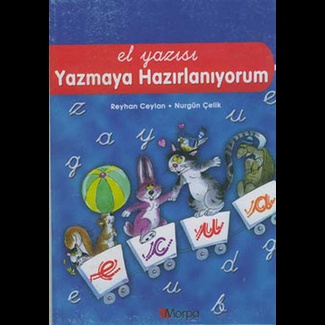 el yazısı
Yazmaya Hazırlanıyorum
Reyhan Ceylan • Nurgün Çelik
z a y u e
g
e c u a
a
g y z d
u b
Morpa